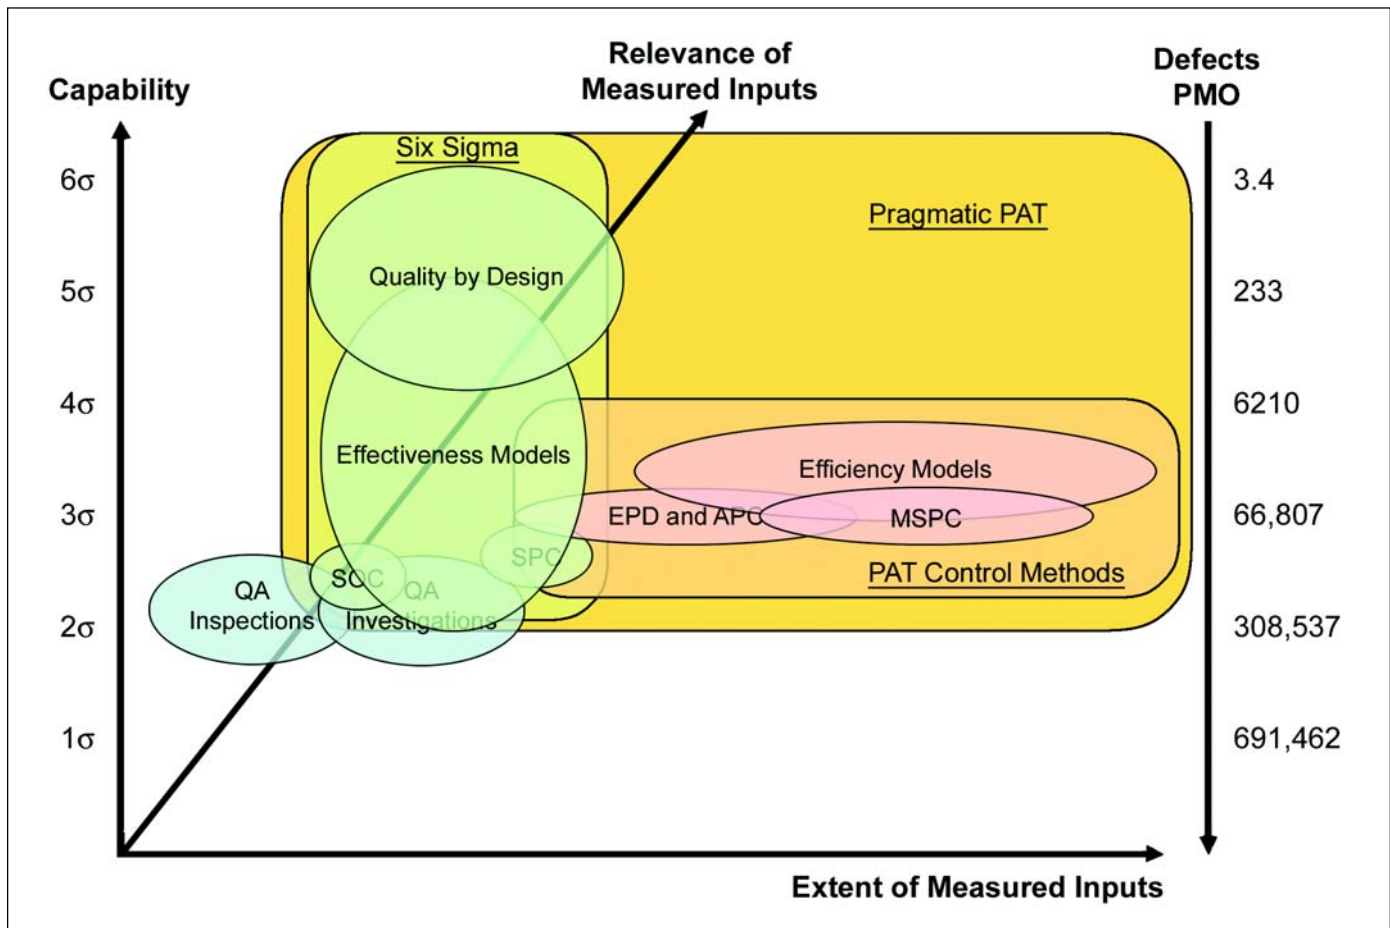 Relevance of
Measured Inputs
Defects
PMO
Capability
Six Sigma
6σ
3.4
Pragmatic PAT
Quality by Design
5σ
233
4σ
6210
Effectiveness Models
Efficiency Models
3σ
EPD and APC
MSPC
66,807
SPC
PAT Control Methods
SQC
QA
Inspections
QA
Investigations
2σ
308,537
1σ
691,462
Extent of Measured Inputs